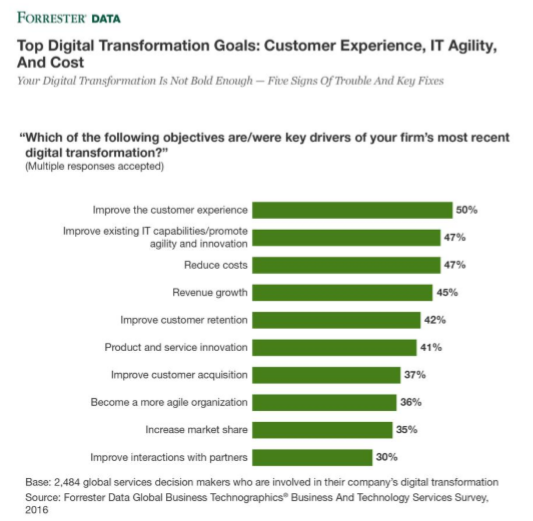 FORRESTER® DATA
Top Digital Transformation Goals: Customer Experience, IT Agility,
And Cost
Your Digital Transformation Is Not Bold Enough — Five Signs Of Trouble And Key Fixes
“Which of the following objectives are/were key drivers of your firm’s most recent
digital transformation?”
(Multiple responses accepted)
Improve the customer experience 50%
Improve existing IT capabilities/promote
agility and innovation 47%
Reduce costs 47%
Revenue growth 45%
Improve customer retention 42%
Product and service innovation 41%
Improve customer acquisition 37%
Become a more agile organization 36%
Increase market share 35%
Improve interactions with partners 30%
Base: 2,484 global services decision makers who are involved in their company’s digital transformation
Source: Forrester Data Global Business Technographics® Business And Technology Services Survey,
2016